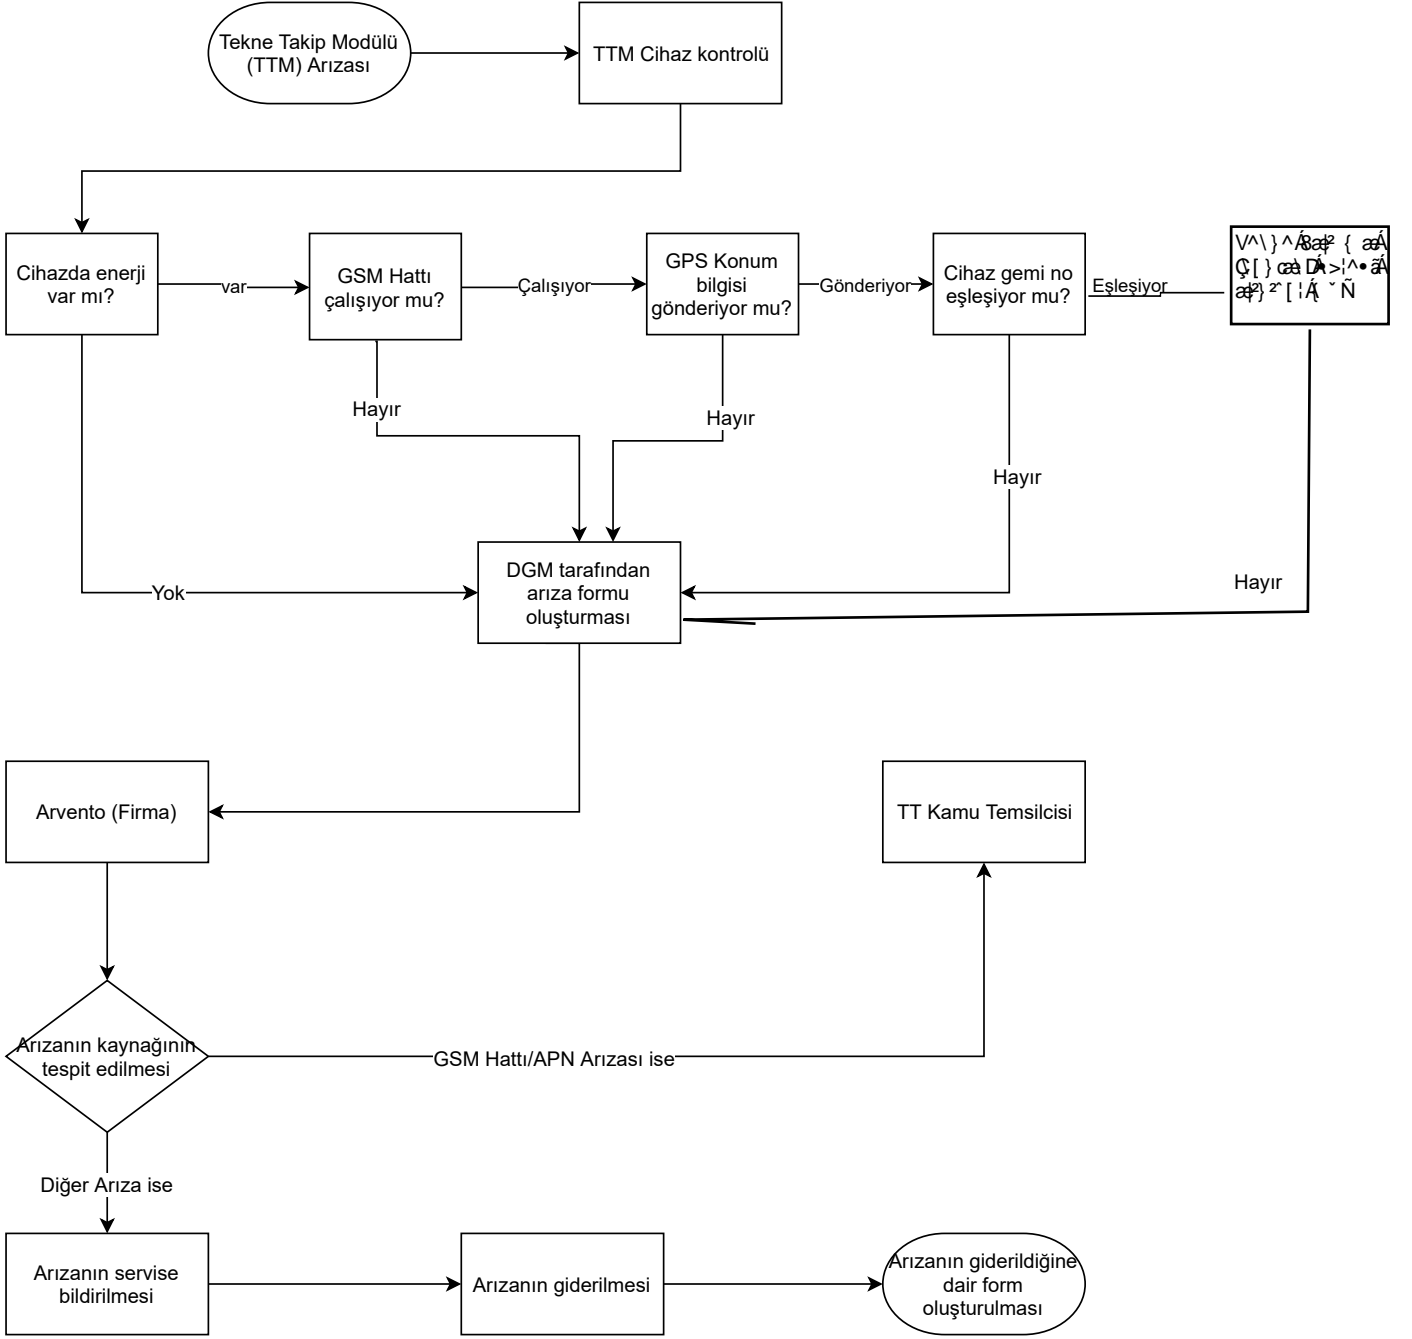 Tekne Takip Modülü
(TTM) Arızası
TTM Cihaz kontrolü
Cihazda enerji
var mı?
var
GSM Hattı
çalışıyor mu?
Çalışıyor
GPS Konum
bilgisi
gönderiyor mu?
Gönderiyor
Cihaz gemi no
eşleşiyor mu?
Eşleşiyor
Hayır
Hayır
Hayır
Hayır
Yok
DGM tarafından
arıza formu
oluşturması
Arvento (Firma)
TT Kamu Temsilcisi
Arızanın kaynağının
tespit edilmesi
GSM Hattı/APN Arızası ise
Diğer Arıza ise
Arızanın servise
bildirilmesi
Arızanın giderilmesi
Arızanın giderildiğine
dair form
oluşturulması